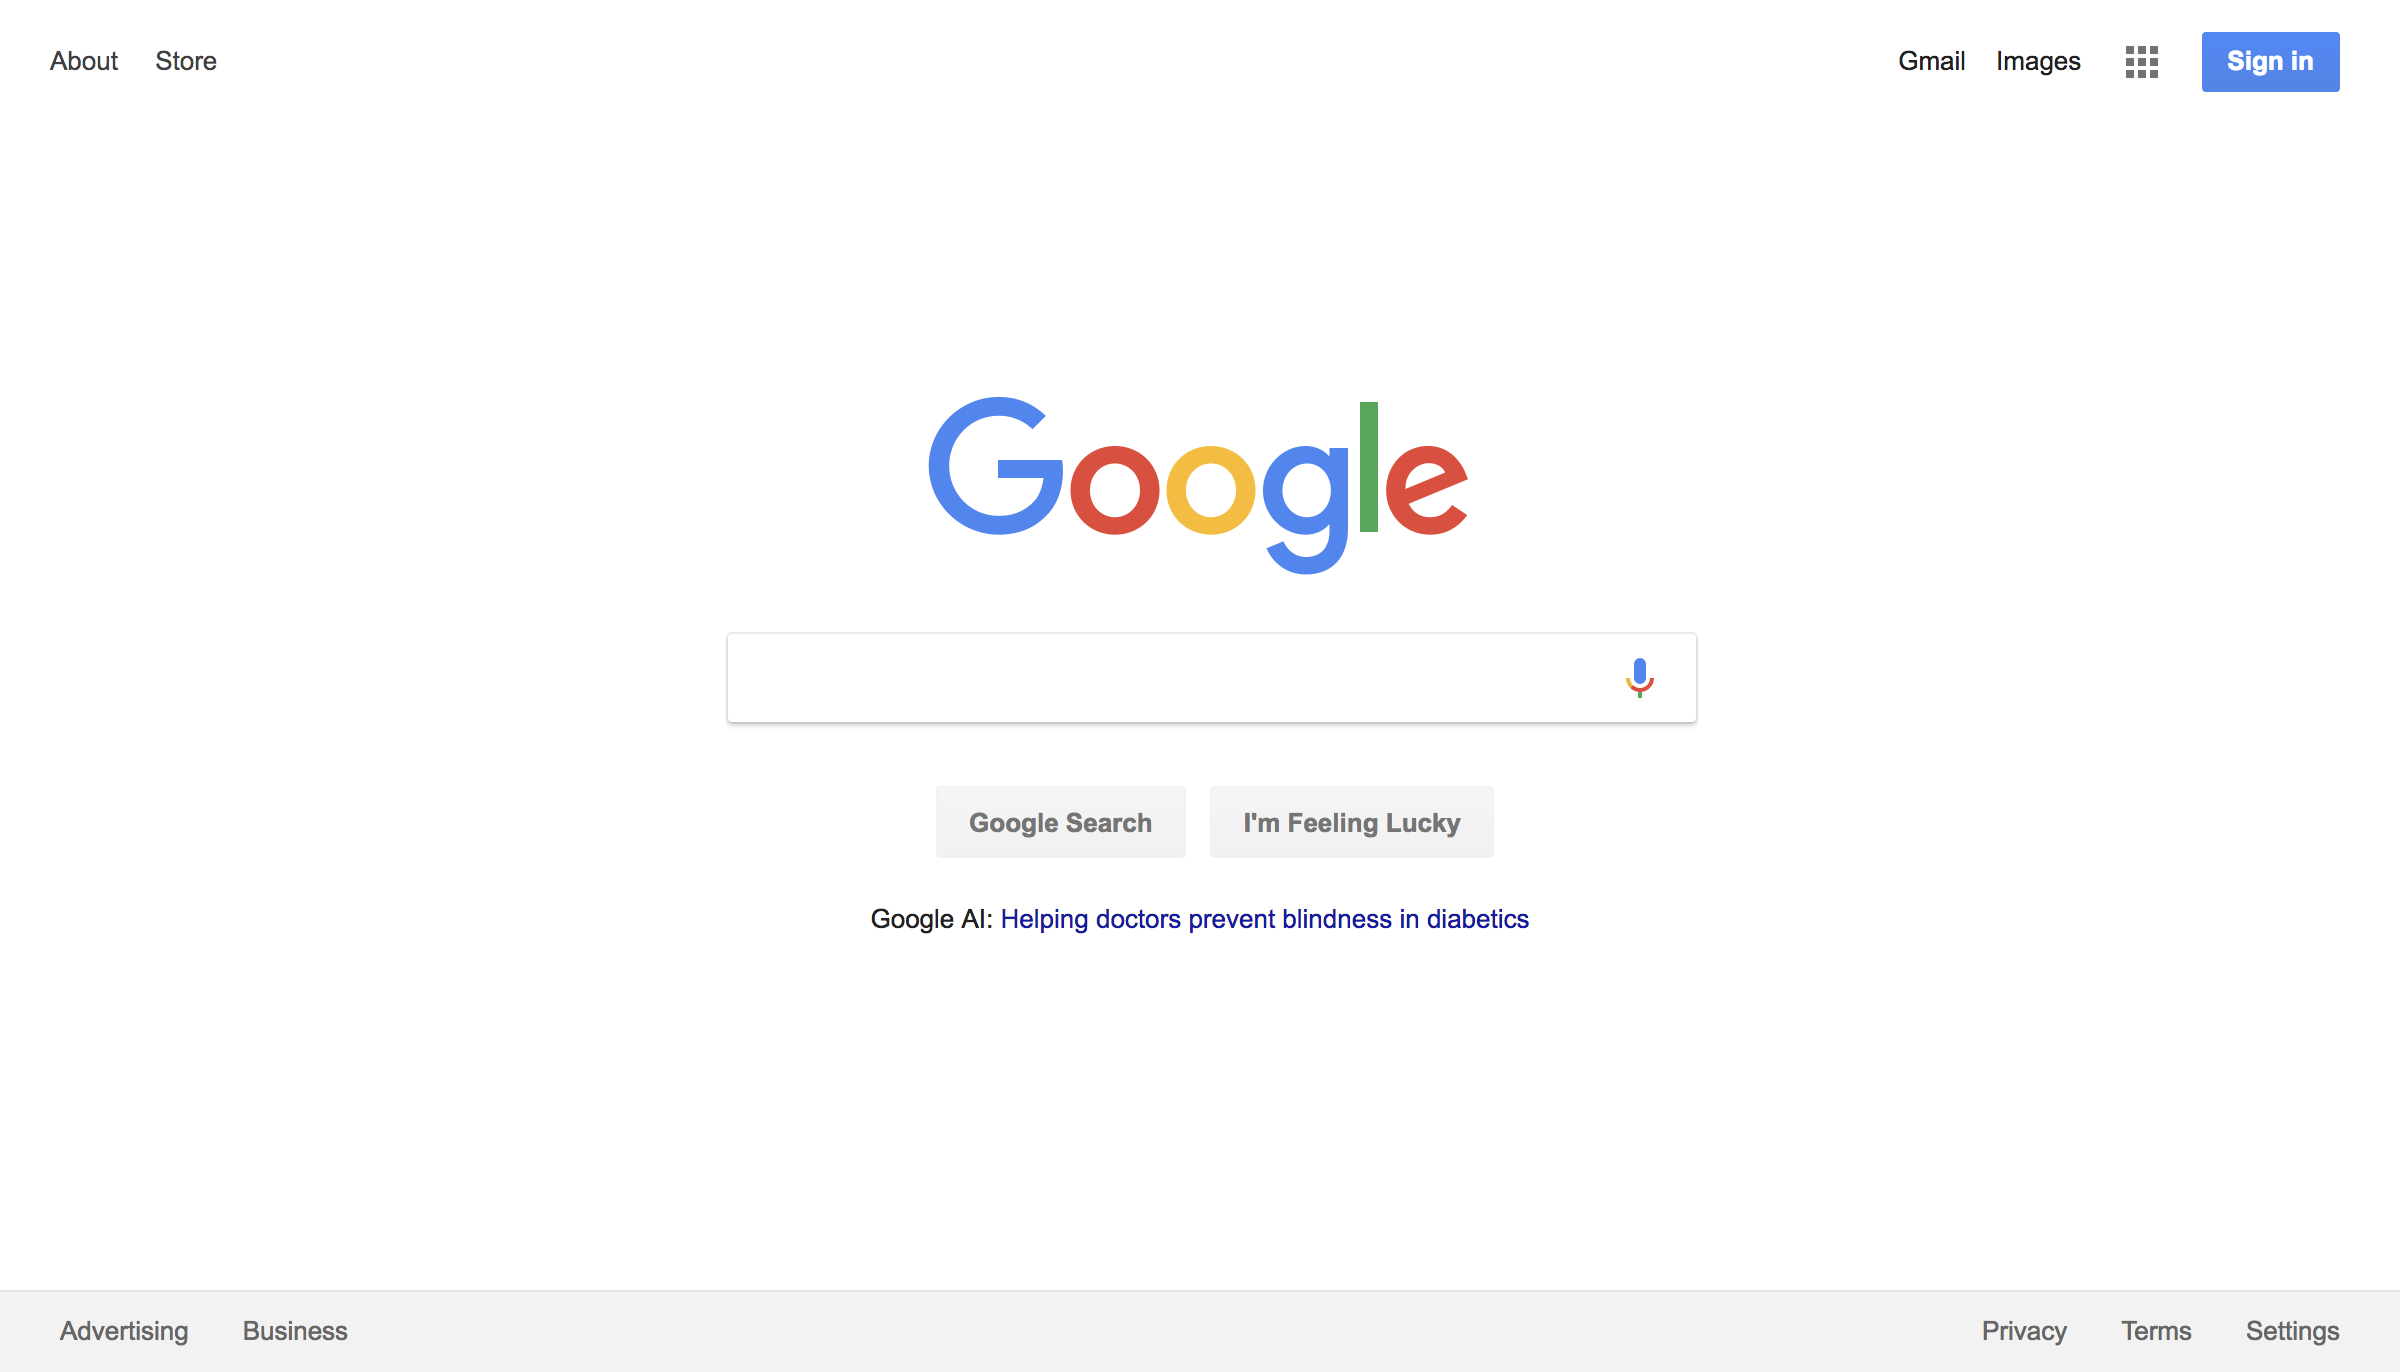 About Store Gmail Images Sign in
Google
Google Search I'm Feeling Lucky
Google AI: Helping doctors prevent blindness in diabetics
Advertising Business Privacy Terms Settings